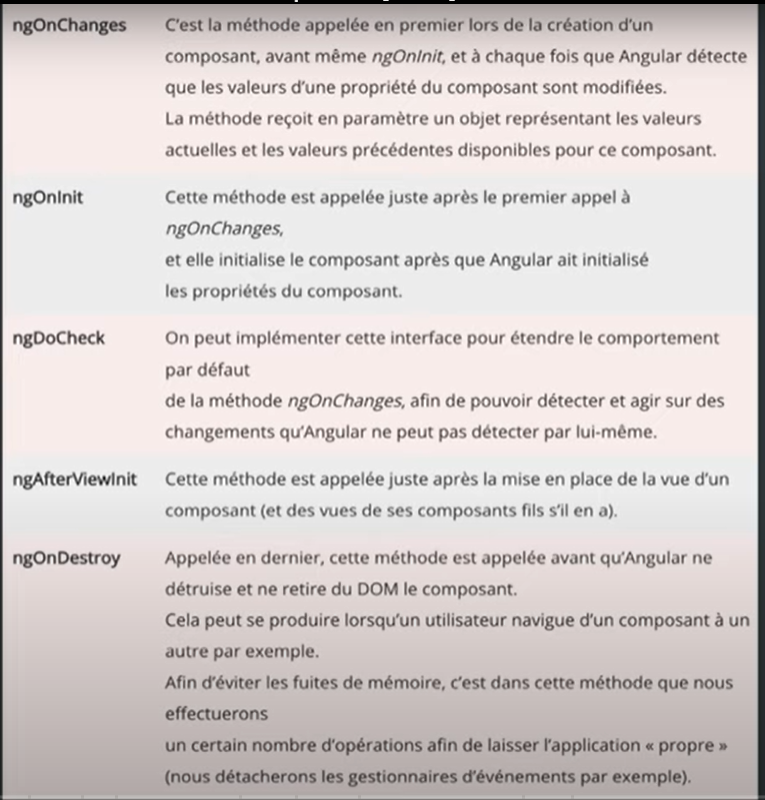 ngOnChanges C'est la méthode appelée en premier lors de la création d'un
composant, avant même ngOnInit, et à chaque fois que Angular détecte
que les valeurs d'une propriété du composant sont modifiées.
La méthode reçoit en paramètre un objet représentant les valeurs
actuelles et les valeurs précédentes disponibles pour ce composant.
ngOnInit Cette méthode est appelée juste après le premier appel à
ngOnChanges,
et elle initialise le composant après que Angular ait initialisé
les propriétés du composant.
ngDoCheck On peut implémenter cette interface pour étendre le comportement
par défaut
de la méthode ngOnChanges, afin de pouvoir détecter et agir sur des
changements qu'Angular ne peut pas détecter par lui-même.
ngAfterViewInit Cette méthode est appelée juste après la mise en place de la vue d'un
composant (et des vues de ses composants fils s'il en a).
ngOnDestroy Appelée en dernier, cette méthode est appelée avant qu'Angular ne
détruise et ne retire du DOM le composant.
Cela peut se produire lorsqu'un utilisateur navigue d'un composant à un
autre par exemple.
Afin d'éviter les fuites de mémoire, c'est dans cette méthode que nous
effectuerons
un certain nombre d'opérations afin de laisser l'application « propre »
(nous détacherons les gestionnaires d'événements par exemple).